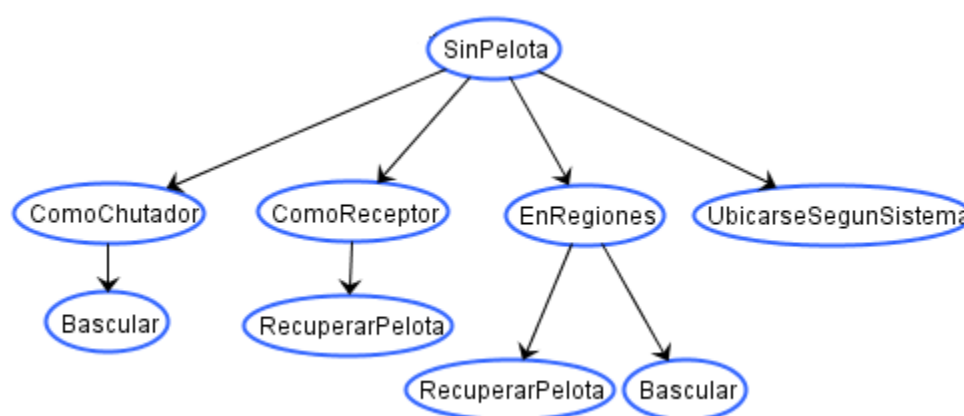 SinPelota
ComoChutador
ComoReceptor
EnRegiones
UbicarseSegunSistema
Bascular
RecuperarPelota
RecuperarPelota
Bascular